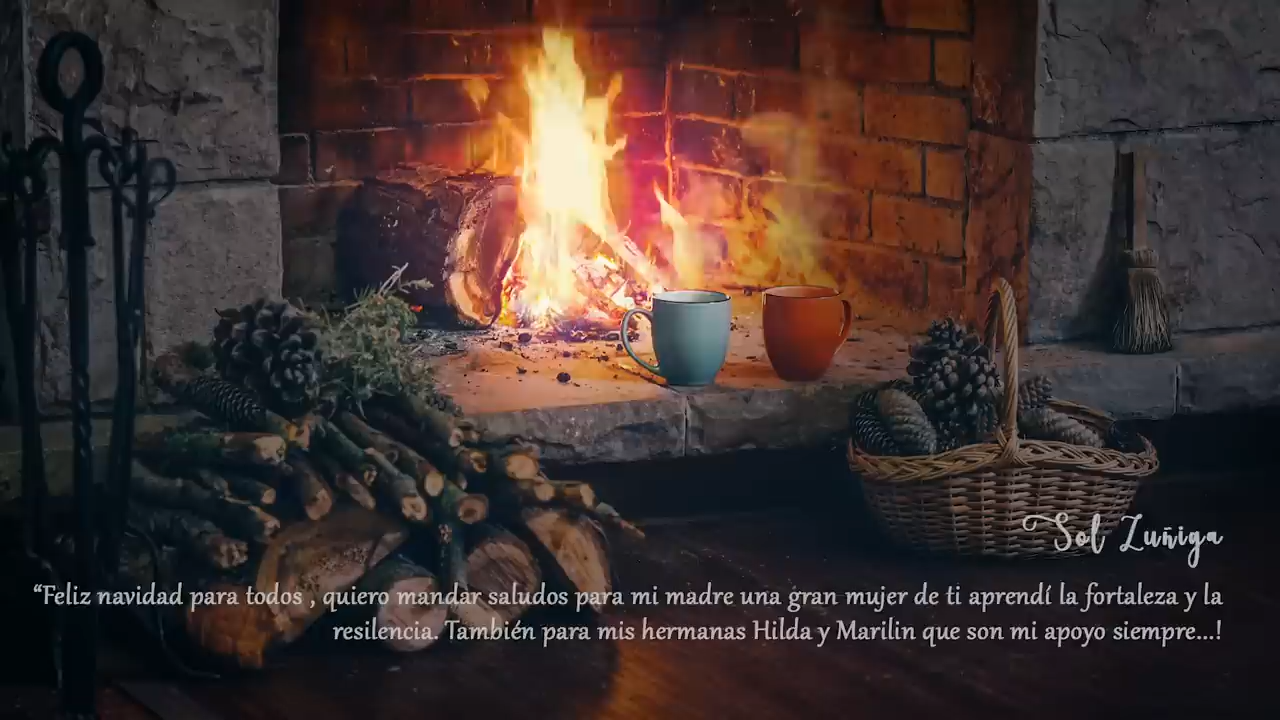 Sol Zuñiga
“Feliz navidad para todos , quiero mandar saludos para mi madre una gran mujer de ti aprendí la fortaleza y la
resilencia. También para mis hermanas Hilda y Marilin que son mi apoyo siempre...!